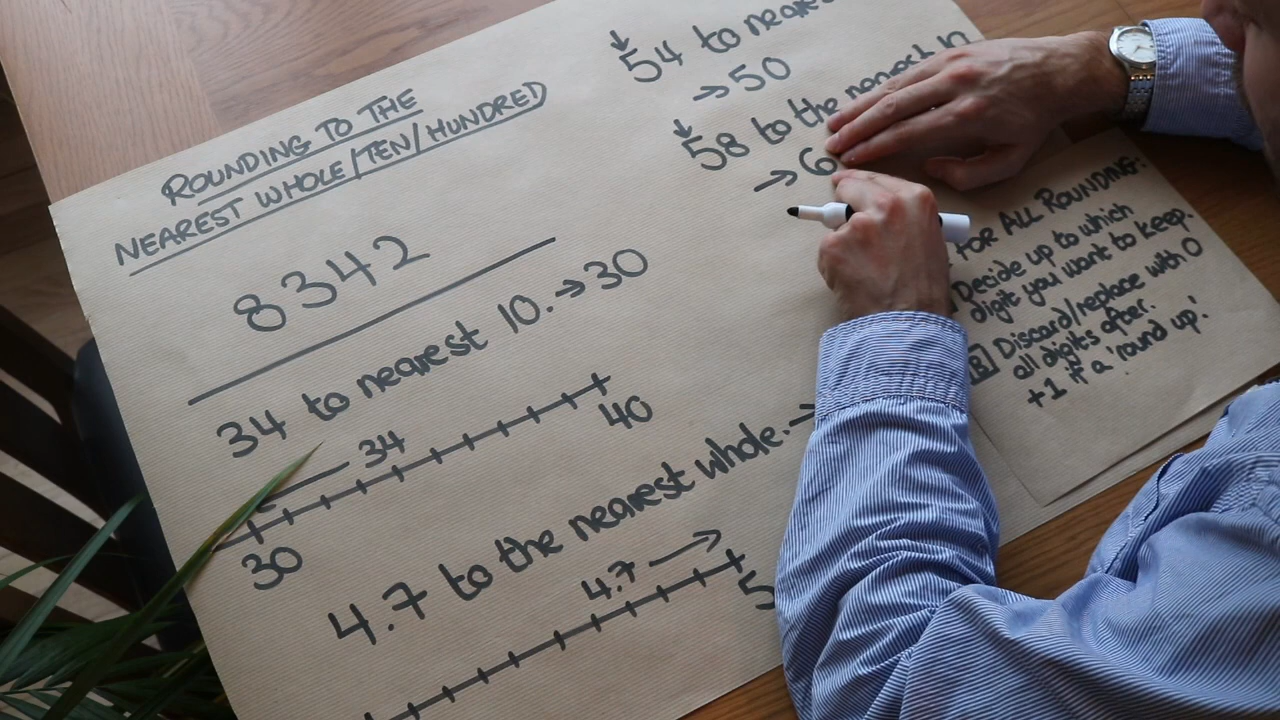 ROUNDING TO THE
NEAREST WHOLE/TEN/HUNDRED
8342
34 to nearest 10. → 30
34
30
40
4.7 to the nearest whole. →
4.7 →
5
54 to
→ 50
58 to the nearest
→ 6
FOR ALL ROUNDING:
Decide up to which
digit you want to keep.
B Discard/replace with 0
all digits after.
+1 if a 'round up'.